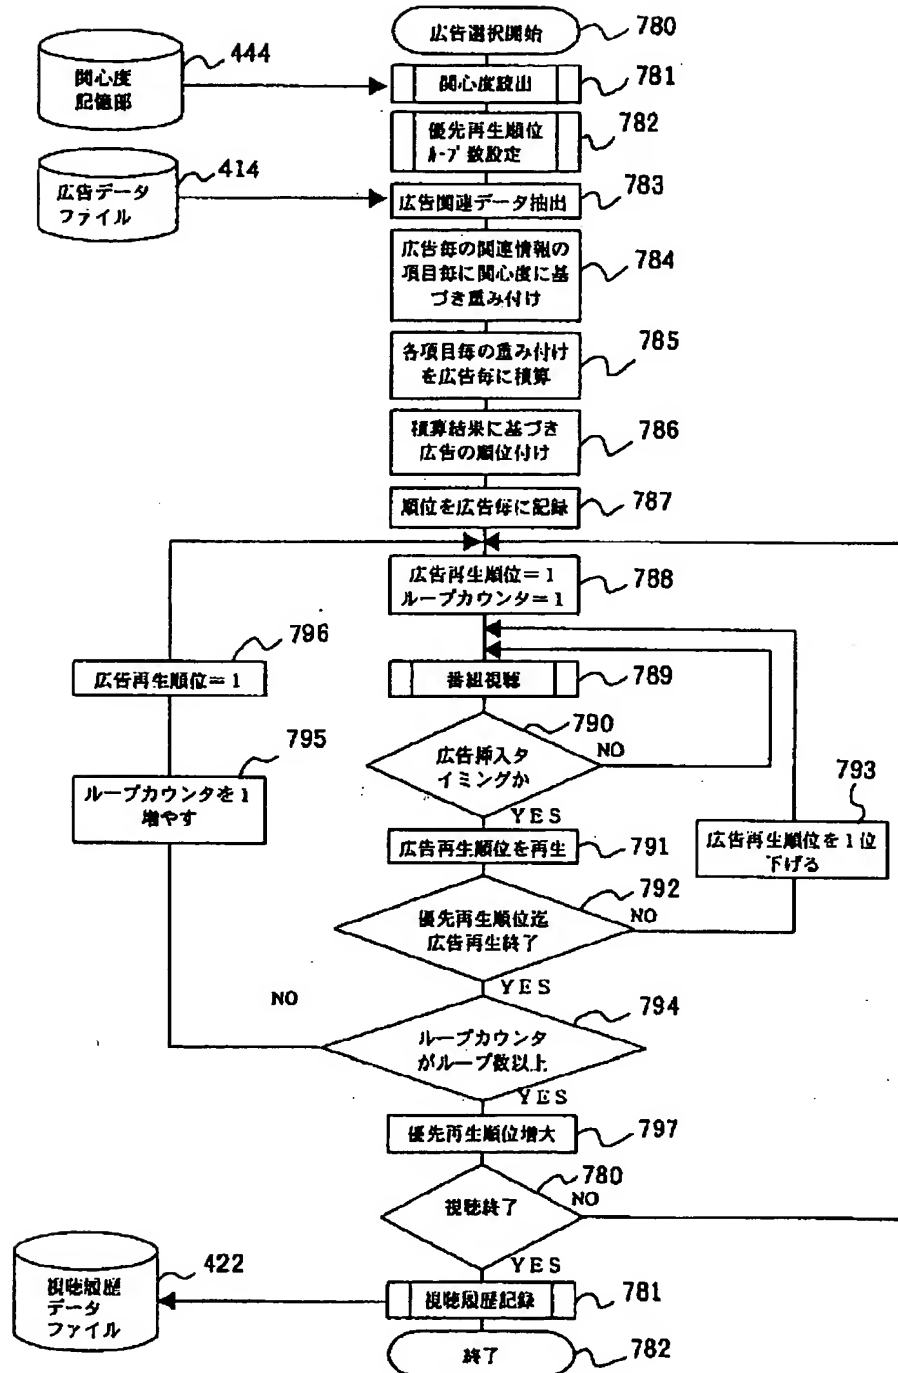 広告選択開始
780
444
関心度
記憶部
関心度読出
781
優先再生順位
ループ数設定
782
414
広告データ
ファイル
広告関連データ抽出
783
広告毎の関連情報の
項目毎に関心度に基
づき重み付け
784
各項目毎の重み付け
を広告毎に積算
785
積算結果に基づき
広告の順位付け
786
順位を広告毎に記録
787
広告再生順位=1
ループカウンタ=1
788
796
広告再生順位=1
番組視聴
789
790
広告挿入タ
イミングか
NO
YES
795
ループカウンタを1
増やす
793
広告再生順位を1位
下げる
広告再生順位を再生
791
792
優先再生順位迄
広告再生終了
NO
YES
NO
794
ループカウンタ
がループ数以上
YES
優先再生順位増大
797
780
視聴終了
NO
YES
422
視聴履歴
データ
ファイル
視聴履歴記録
781
終了
782